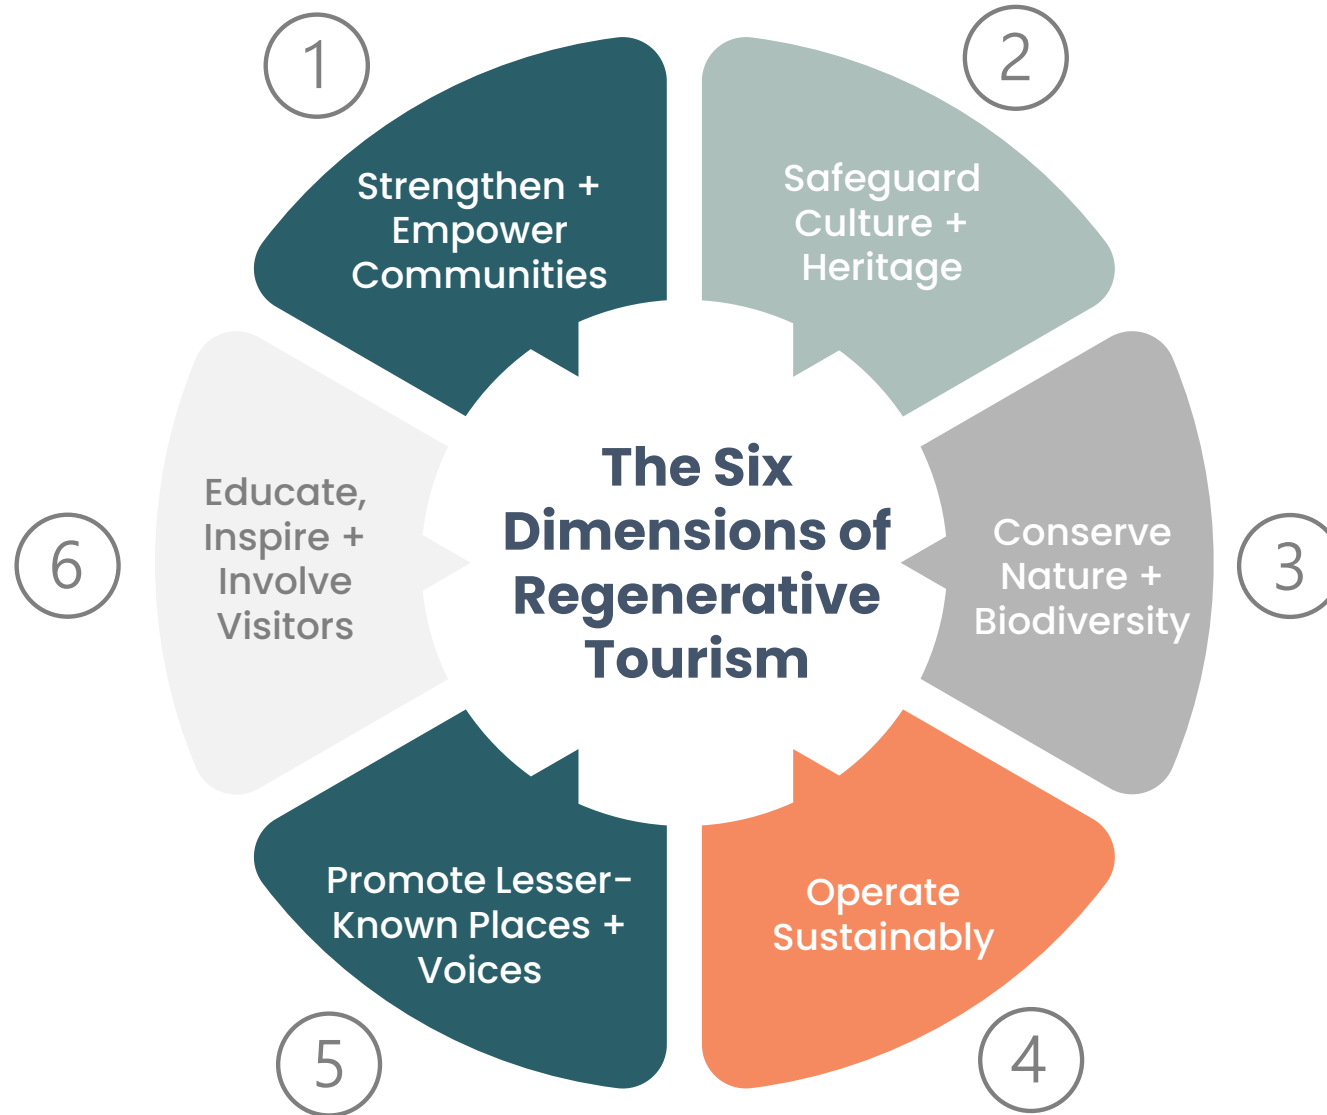 1
Strengthen +
Empower
Communities
2
Safeguard
Culture +
Heritage
3
Conserve
Nature +
Biodiversity
4
Operate
Sustainably
5
Promote Lesser-
Known Places +
Voices
6
Educate,
Inspire +
Involve
Visitors
The Six
Dimensions of
Regenerative
Tourism